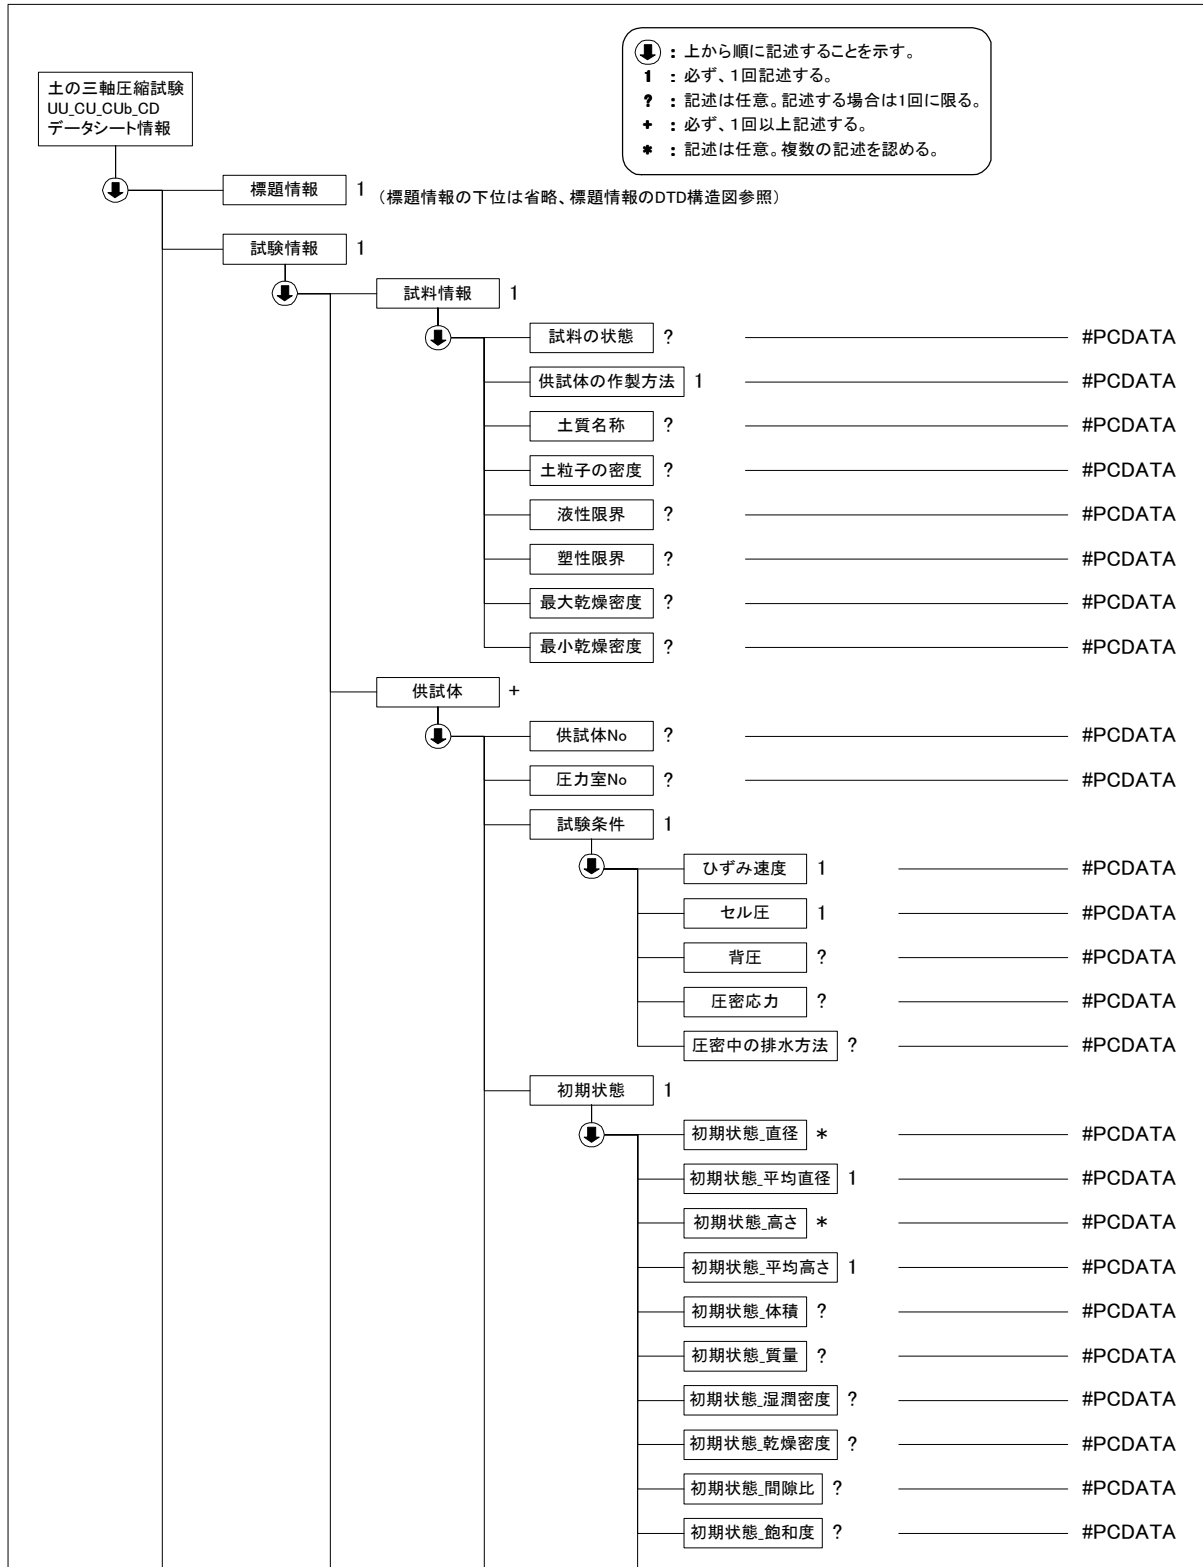 ：上から順に記述することを示す。
1 ：必ず、1回記述する。
? ：記述は任意。記述する場合は1回に限る。
+ ：必ず、1回以上記述する。
* ：記述は任意。複数の記述を認める。
土の三軸圧縮試験
UU_CU_CUb_CD
データシート情報
標題情報 1 （標題情報の下位は省略、標題情報のDTD構造図参照）
試験情報 1
試料情報 1
試料の状態 ? #PCDATA
供試体の作製方法 1 #PCDATA
土質名称 ? #PCDATA
土粒子の密度 ? #PCDATA
液性限界 ? #PCDATA
塑性限界 ? #PCDATA
最大乾燥密度 ? #PCDATA
最小乾燥密度 ? #PCDATA
供試体 +
供試体No ? #PCDATA
圧力室No ? #PCDATA
試験条件 1
ひずみ速度 1 #PCDATA
セル圧 1 #PCDATA
背圧 ? #PCDATA
圧密応力 ? #PCDATA
圧密中の排水方法 ? #PCDATA
初期状態 1
初期状態_直径 * #PCDATA
初期状態_平均直径 1 #PCDATA
初期状態_高さ * #PCDATA
初期状態_平均高さ 1 #PCDATA
初期状態_体積 ? #PCDATA
初期状態_質量 ? #PCDATA
初期状態_湿潤密度 ? #PCDATA
初期状態_乾燥密度 ? #PCDATA
初期状態_間隙比 ? #PCDATA
初期状態_飽和度 ? #PCDATA